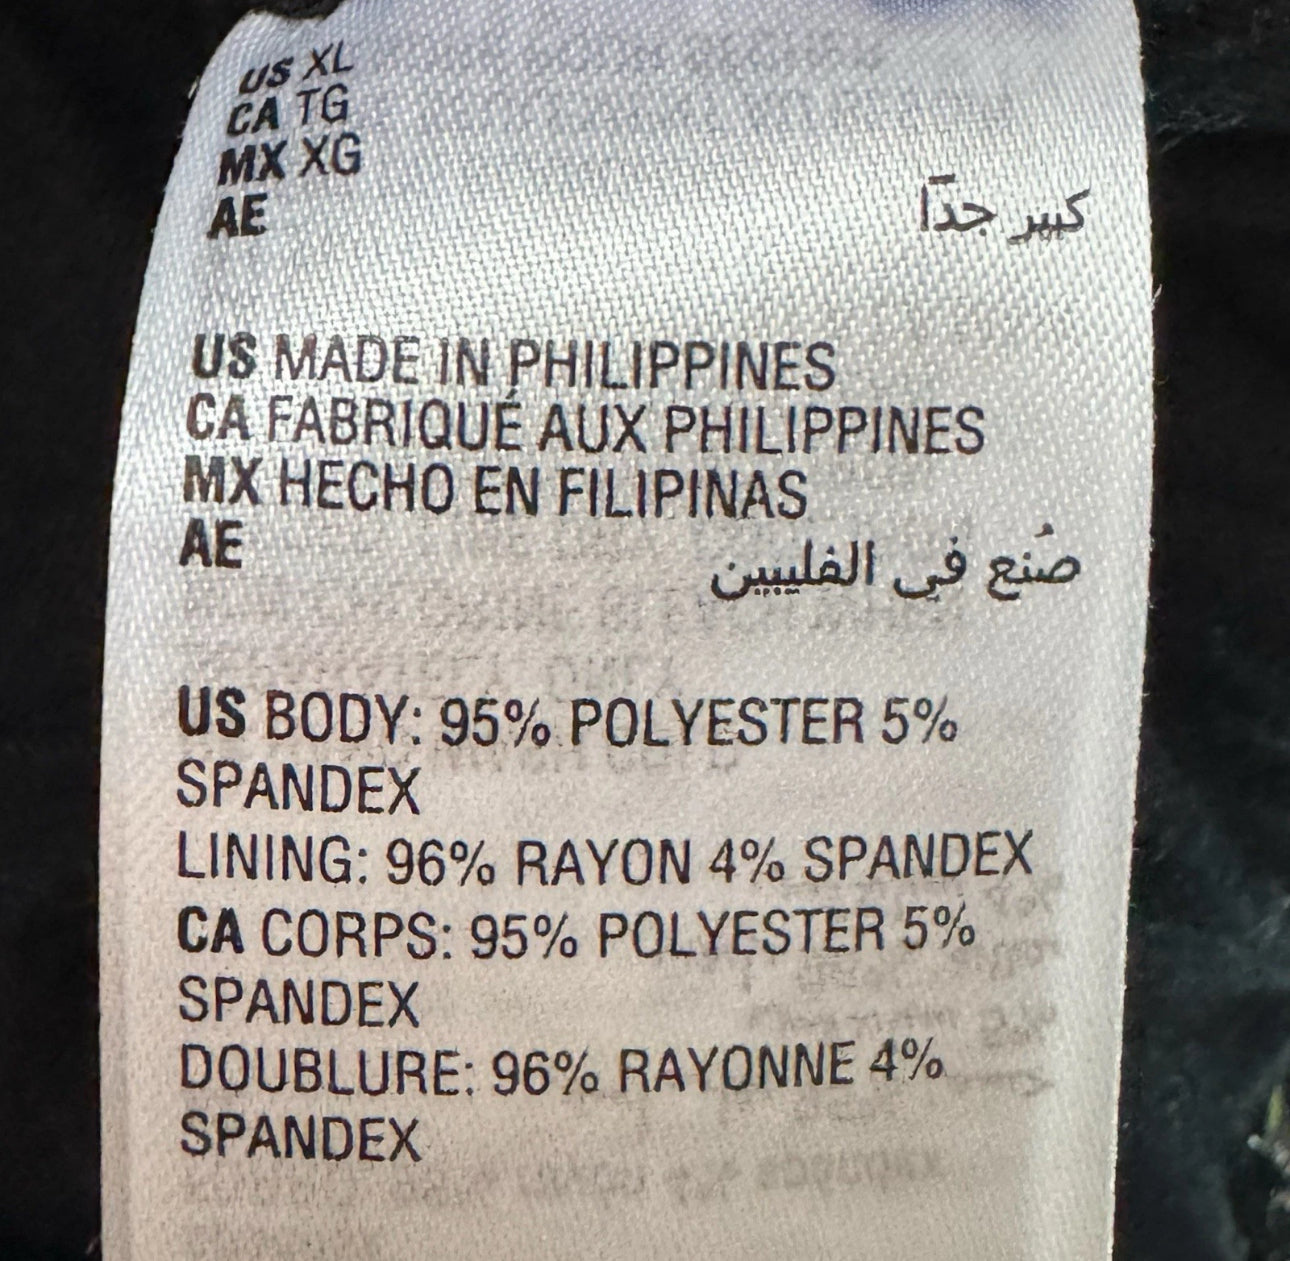 US XL
CA TG
MX XG
AE كبير جدآ
US MADE IN PHILIPPINES
CA FABRIQUÉ AUX PHILIPPINES
MX HECHO EN FILIPINAS
AE صُنع في الفليبين
US BODY: 95% POLYESTER 5%
SPANDEX
LINING: 96% RAYON 4% SPANDEX
CA CORPS: 95% POLYESTER 5%
SPANDEX
DOUBLURE: 96% RAYONNE 4%
SPANDEX